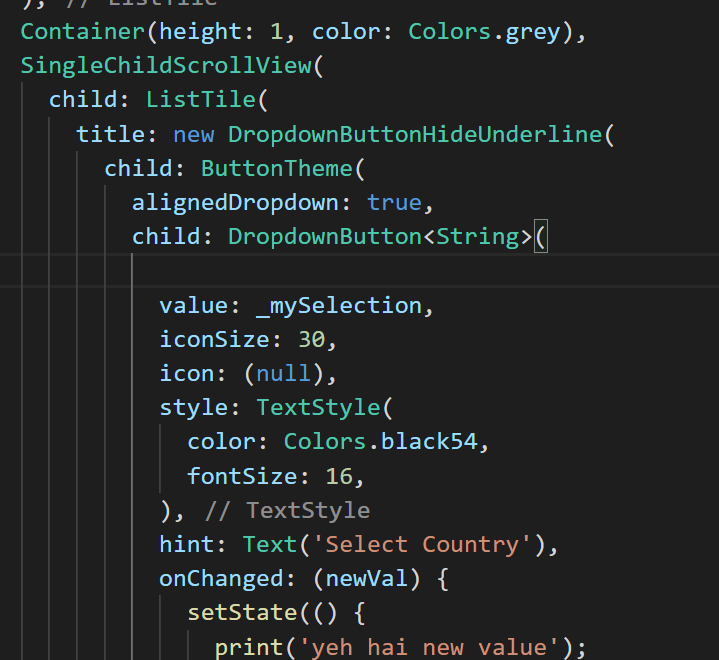 ), // ListTile
Container(height: 1, color: Colors.grey),
SingleChildScrollView(
child: ListTile(
title: new DropdownButtonHideUnderline(
child: ButtonTheme(
alignedDropdown: true,
child: DropdownButton<String>(
value: _mySelection,
iconSize: 30,
icon: (null),
style: TextStyle(
color: Colors.black54,
fontSize: 16,
), // TextStyle
hint: Text('Select Country'),
onChanged: (newVal) {
setState(() {
print('yeh hai new value');